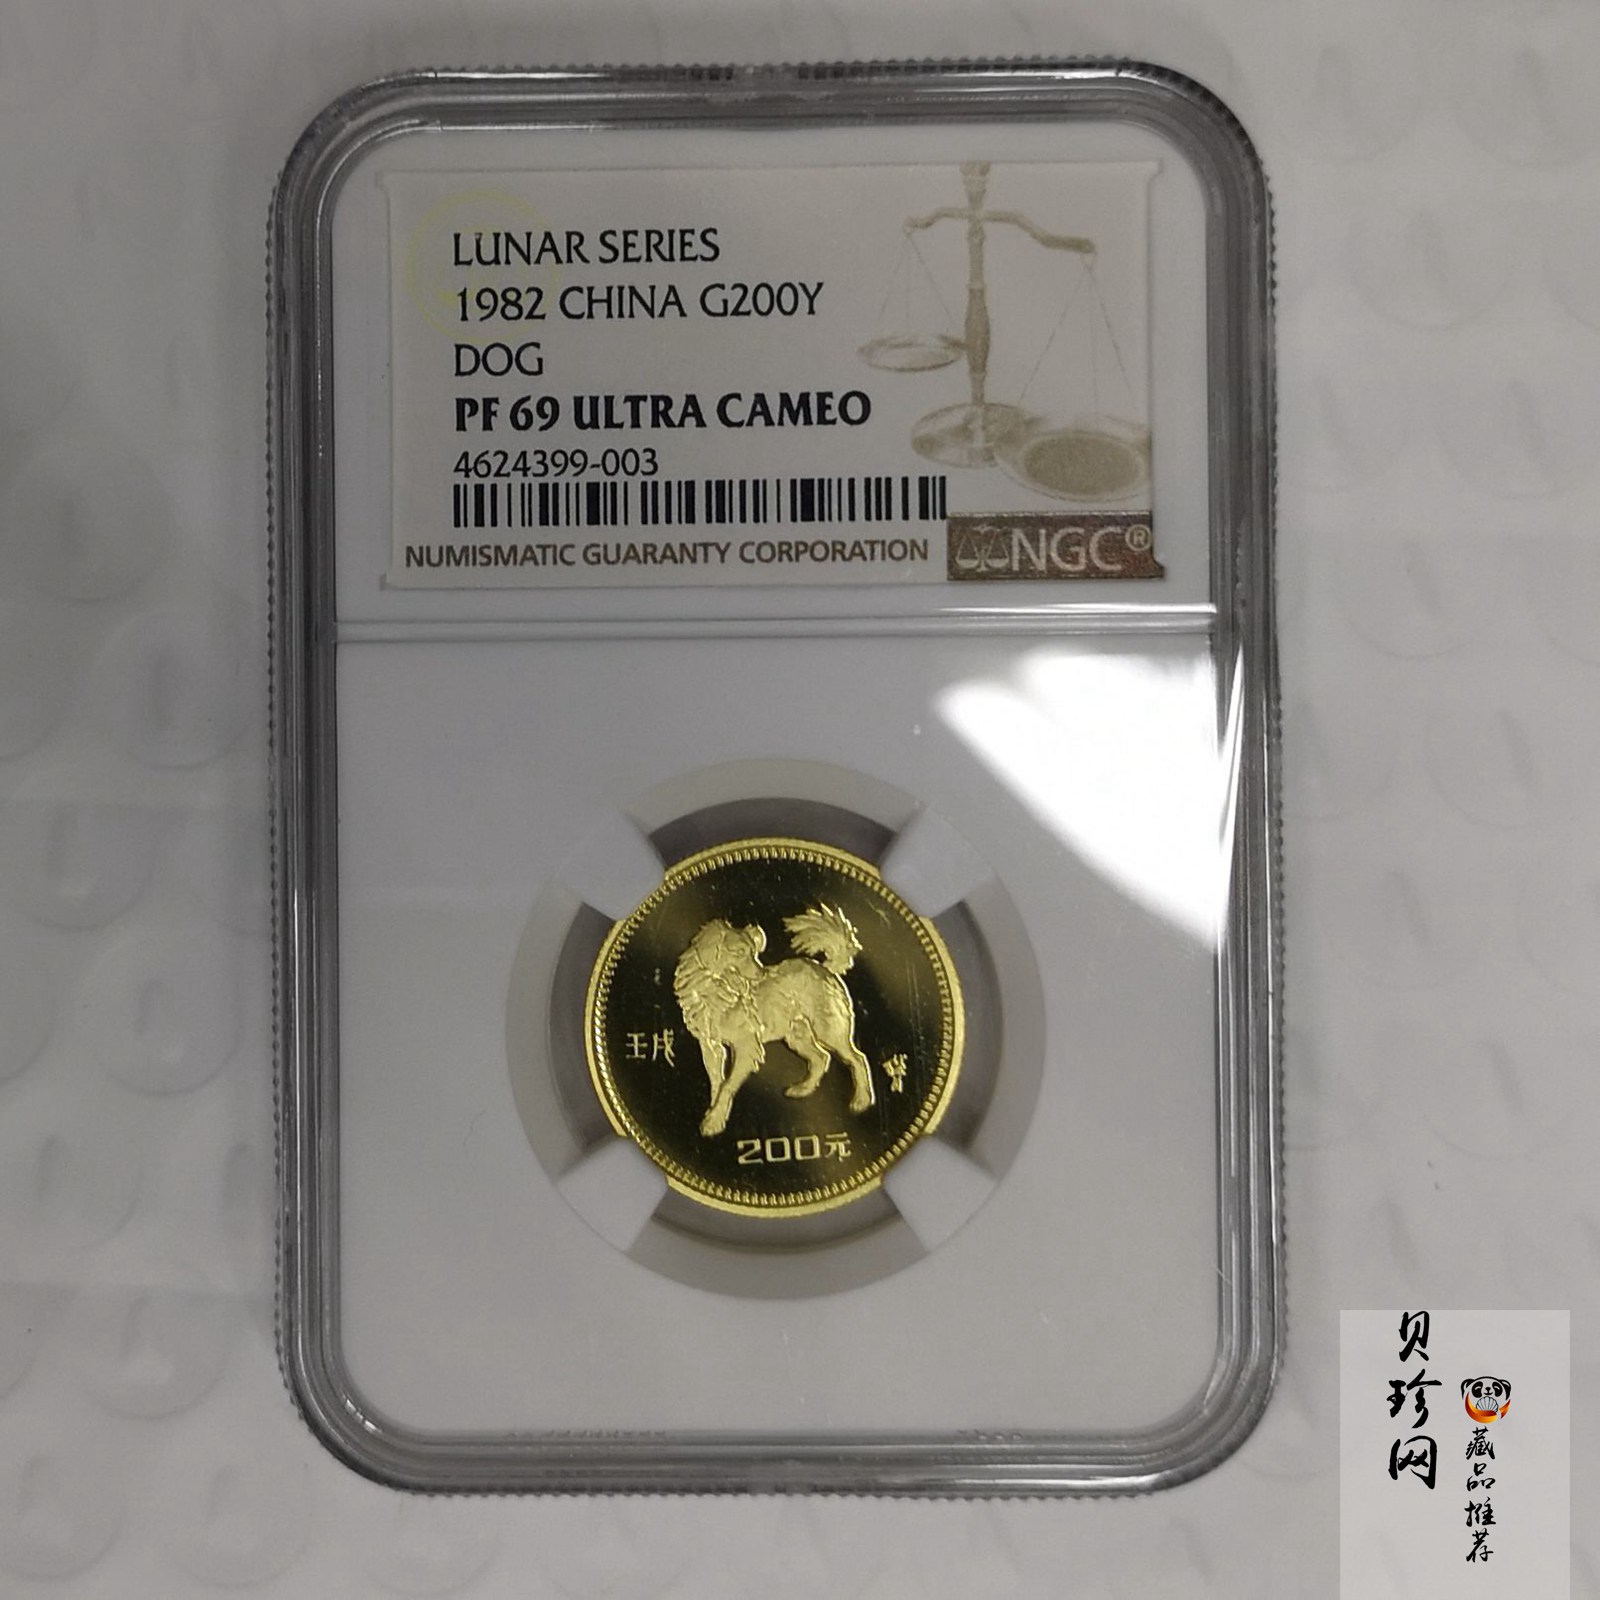 LUNAR SERIES
1982 CHINA G200Y
DOG
PF 69 ULTRA CAMEO
4624399-003
NUMISMATIC GUARANTY CORPORATION
NGC®
壬戌
200元
贝珍网
藏品推荐